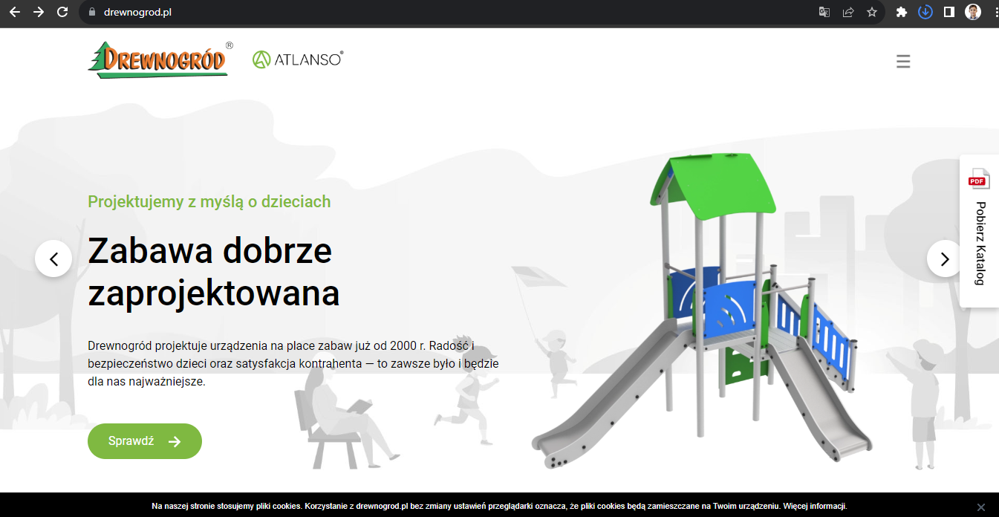 drewnogrod.pl
DREWNOGRÓD®
ATLANSO®
PDF
Pobierz Katalog
Projektujemy z myślą o dzieciach
Zabawa dobrze
zaprojektowana
Drewnogród projektuje urządzenia na place zabaw już od 2000 r. Radość i
bezpieczeństwo dzieci oraz satysfakcja kontrahenta — to zawsze było i będzie
dla nas najważniejsze.
Sprawdź
Na naszej stronie stosujemy pliki cookies. Korzystanie z drewnogrod.pl bez zmiany ustawień przeglądarki oznacza, że pliki cookies będą zamieszczane na Twoim urządzeniu. Więcej informacji.